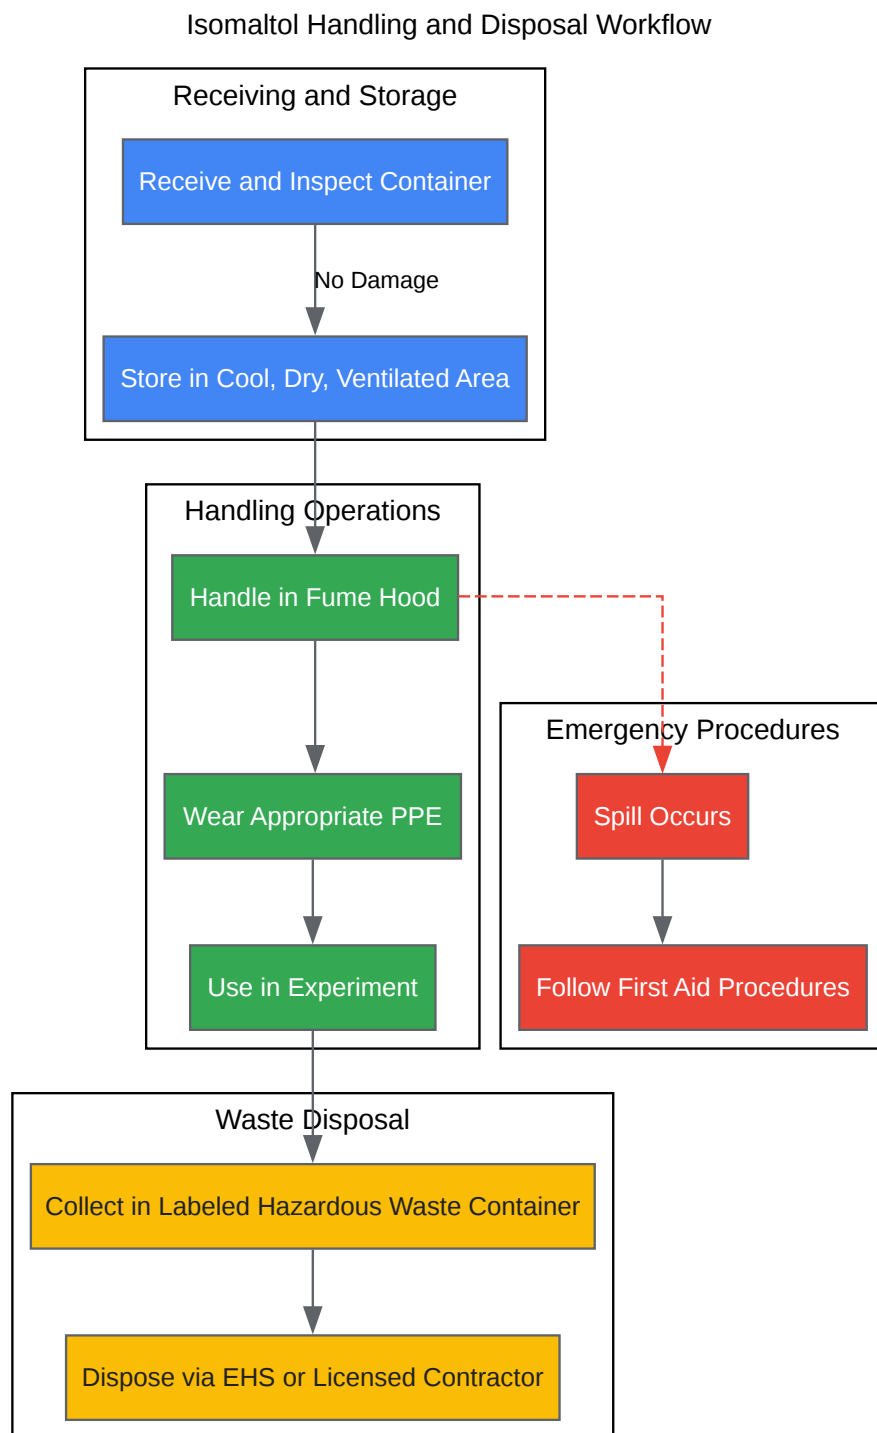 Isomaltol Handling and Disposal Workflow
Receiving and Storage
Receive and Inspect Container
No Damage
Store in Cool, Dry, Ventilated Area
Handling Operations
Handle in Fume Hood
Wear Appropriate PPE
Use in Experiment
Emergency Procedures
Spill Occurs
Follow First Aid Procedures
Waste Disposal
Collect in Labeled Hazardous Waste Container
Dispose via EHS or Licensed Contractor